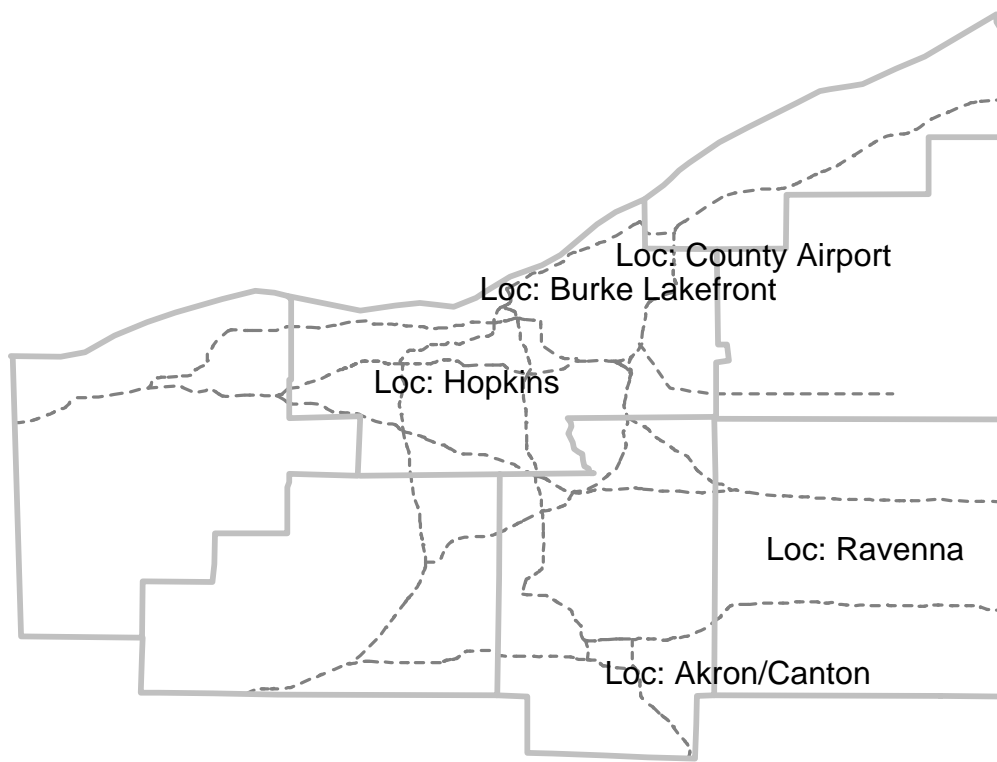 Loc: County Airport
Loc: Burke Lakefront
Loc: Hopkins
Loc: Ravenna
Loc: Akron/Canton